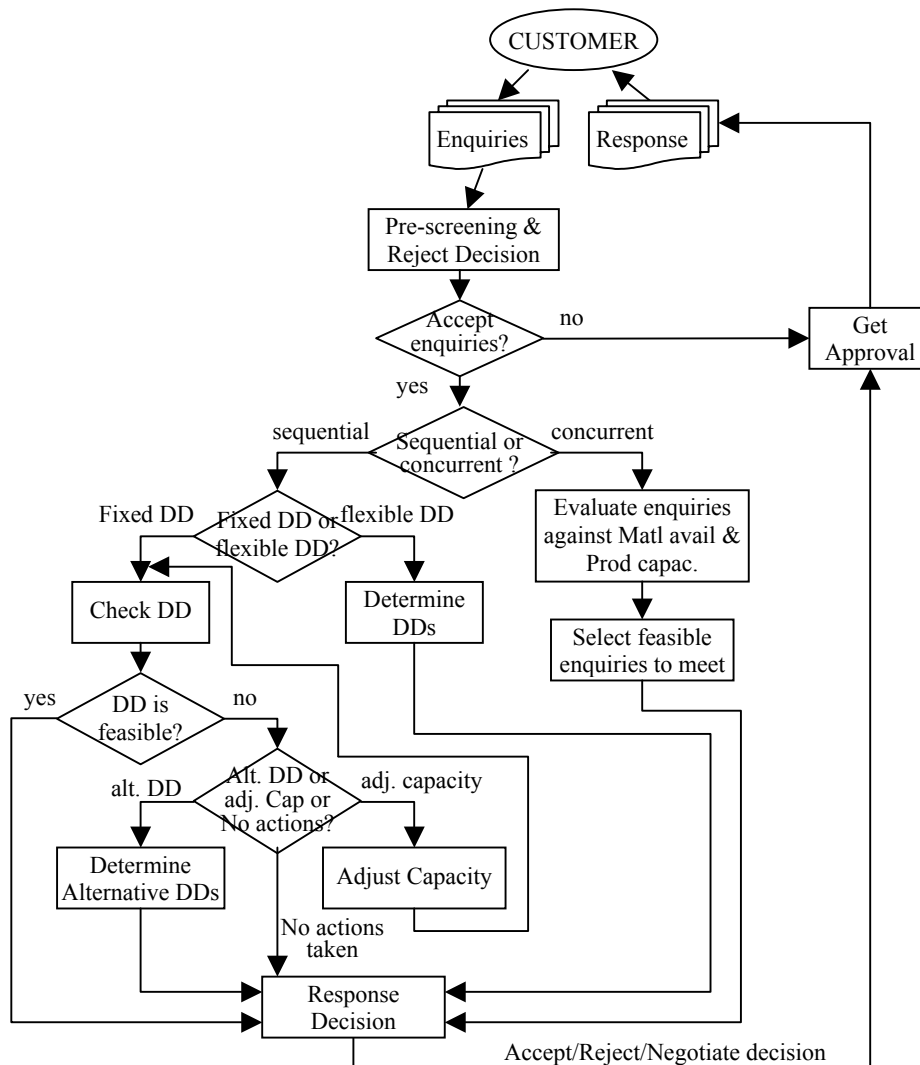 CUSTOMER
Enquiries
Response
Pre-screening &
Reject Decision
Accept
enquiries?
no
Get
Approval
yes
sequential
Sequential or
concurrent ?
concurrent
Fixed DD
Fixed DD or
flexible DD?
flexible DD
Evaluate enquiries
against Matl avail &
Prod capac.
Check DD
Determine
DDs
Select feasible
enquiries to meet
yes
DD is
feasible?
no
alt. DD
Alt. DD or
adj. Cap or
No actions?
adj. capacity
Determine
Alternative DDs
Adjust Capacity
No actions
taken
Response
Decision
Accept/Reject/Negotiate decision